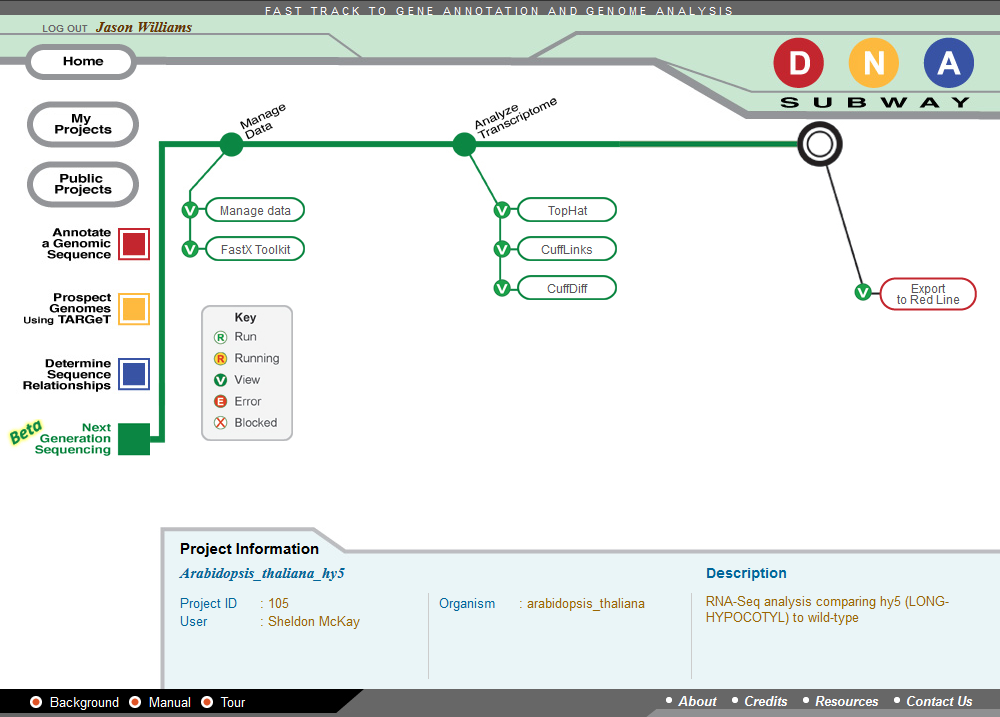 FAST TRACK TO GENE ANNOTATION AND GENOME ANALYSIS
LOG OUT Jason Williams
Home
D N A
SUBWAY
My
Projects
Public
Projects
Manage
Data
Analyze
Transcriptome
V Manage data
V FastX Toolkit
V TopHat
V CuffLinks
V CuffDiff
V Export
to Red Line
Annotate
a Genomic
Sequence
Prospect
Genomes
Using TARGeT
Determine
Sequence
Relationships
Beta
Next
Generation
Sequencing
Key
R Run
R Running
V View
E Error
X Blocked
Project Information
Arabidopsis_thaliana_hy5
Project ID : 105
User : Sheldon McKay
Organism : arabidopsis_thaliana
Description
RNA-Seq analysis comparing hy5 (LONG-
HYPOCOTYL) to wild-type
Background Manual Tour
• About • Credits • Resources • Contact Us